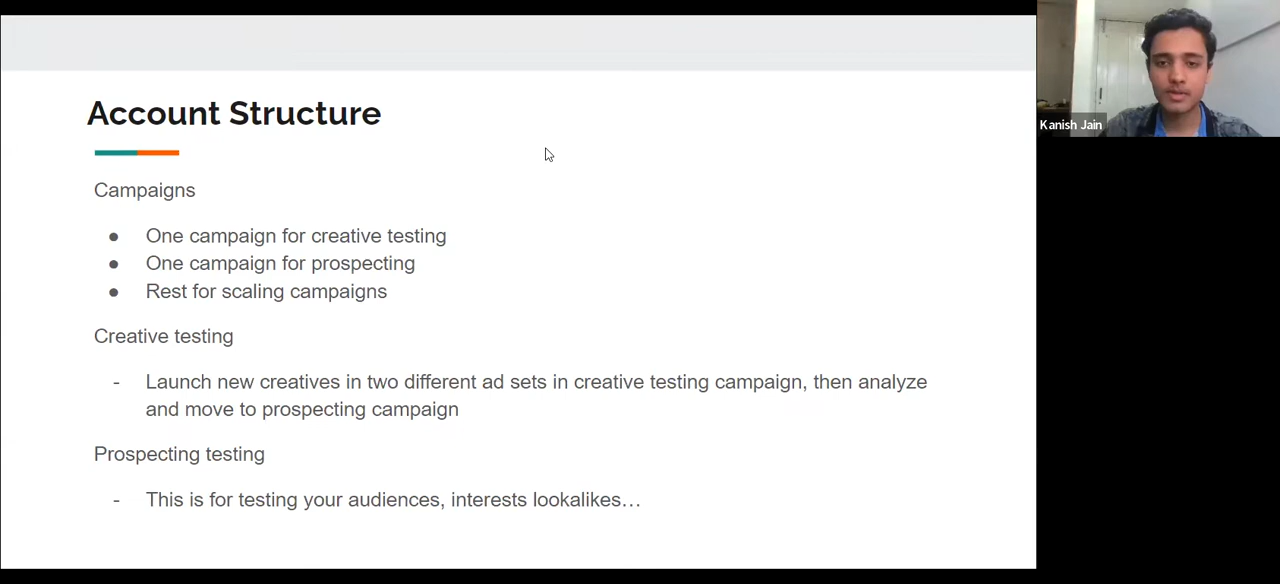 Account Structure
Campaigns
● One campaign for creative testing
● One campaign for prospecting
● Rest for scaling campaigns
Creative testing
- Launch new creatives in two different ad sets in creative testing campaign, then analyze
and move to prospecting campaign
Prospecting testing
- This is for testing your audiences, interests lookalikes…
Kanish Jain